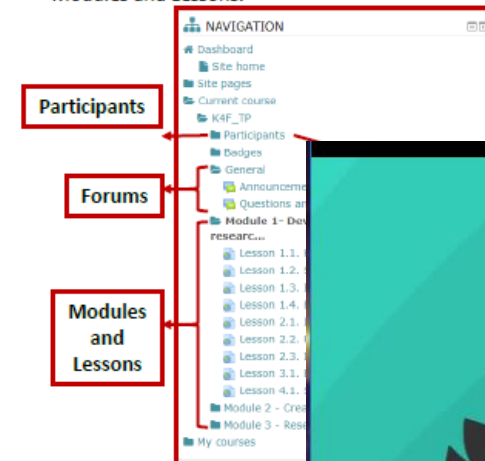 Modules and Lessons.
NAVIGATION
Dashboard
Site home
Site pages
Current course
K4F_TP
Participants
Participants
Badges
General
Forums
Announceme
Questions an
Module 1- Dev
researc...
Lesson 1.1.
Lesson 1.2.
Lesson 1.3.
Lesson 1.4.
Modules
and
Lessons
Lesson 2.1.
Lesson 2.2.
Lesson 2.3.
Lesson 3.1.
Lesson 4.1.
Module 2 - Crea
Module 3 - Rese
My courses